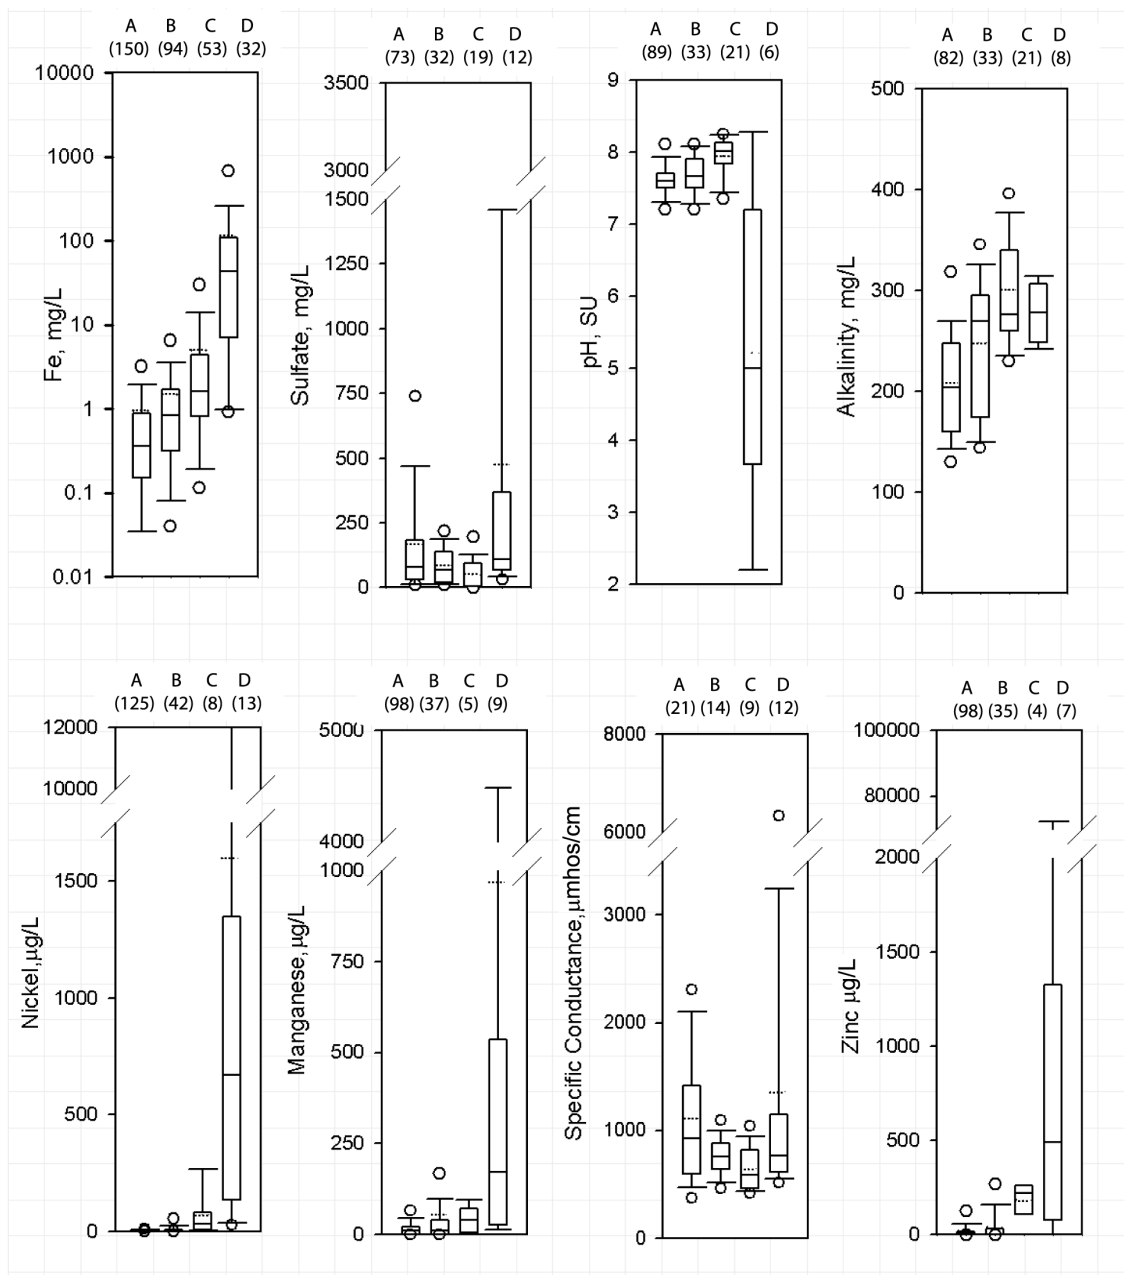 A B C D
(150) (94) (53) (32)
10000
1000
100
10
1
0.1
0.01
Fe, mg/L
A B C D
(73) (32) (19) (12)
3500
3000
1500
1250
1000
750
500
250
0
Sulfate, mg/L
A B C D
(89) (33) (21) (6)
9
8
7
6
5
4
3
2
pH, SU
A B C D
(82) (33) (21) (8)
500
400
300
200
100
0
Alkalinity, mg/L
A B C D
(125) (42) (8) (13)
12000
10000
1500
1000
500
0
Nickel,µg/L
A B C D
(98) (37) (5) (9)
5000
4000
1000
750
500
250
0
Manganese,µg/L
A B C D
(21) (14) (9) (12)
8000
6000
3000
2000
1000
0
Specific Conductance,µmhos/cm
A B C D
(98) (35) (4) (7)
100000
80000
2000
1500
1000
500
0
Zinc µg/L